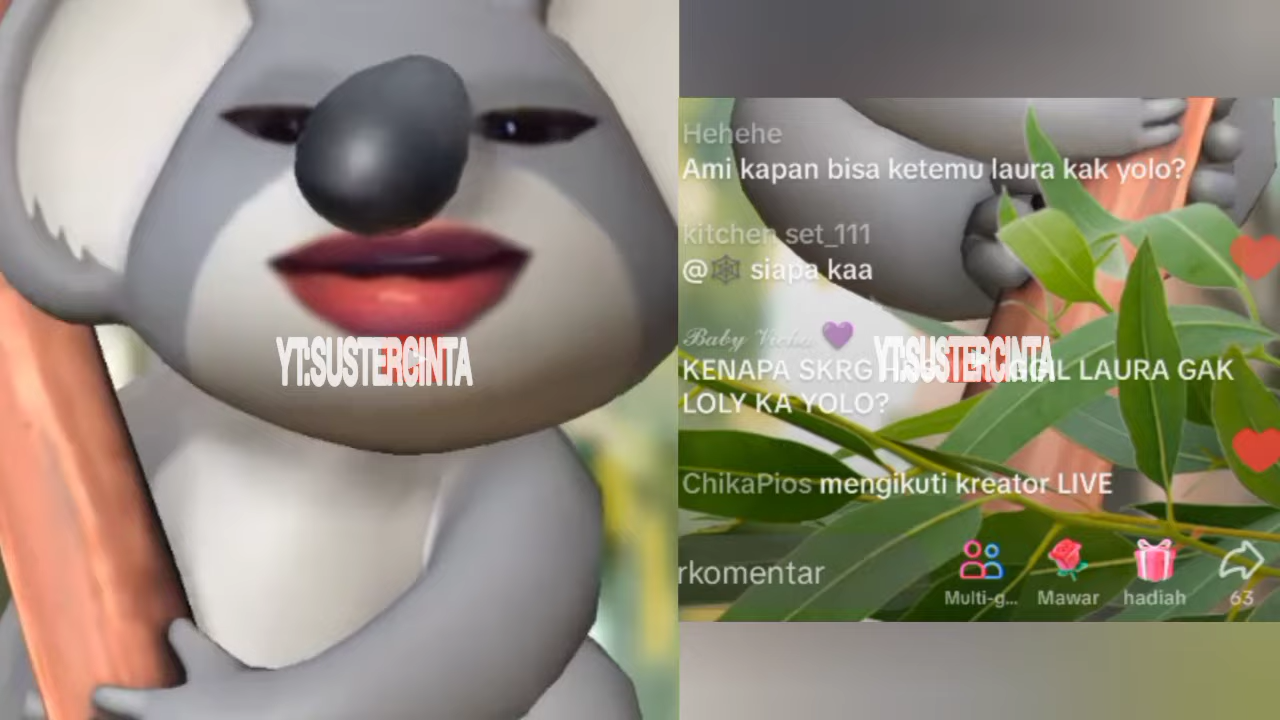 YT:SUSTERCINTA
Hehehe
Ami kapan bisa ketemu laura kak yolo?
kitchen set_111
@🕸 siapa kaa
Baby
YT:SUSTERCINTA
KENAPA SKRG LAURA GAK
LOLY KA YOLO?
ChikaPios mengikuti kreator LIVE
rkomentar
Multi-g... Mawar hadiah 63